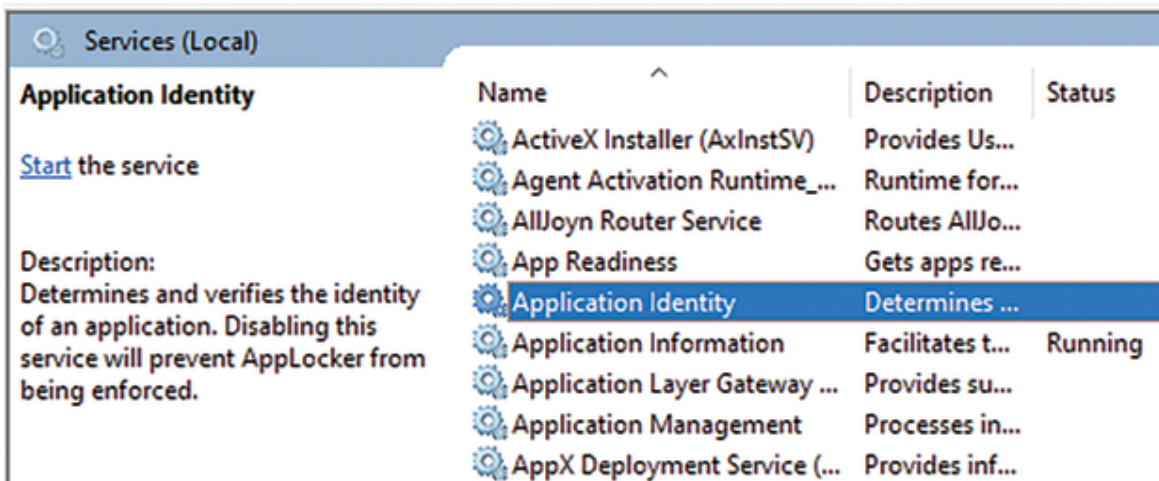 Services (Local)
Application Identity
Start the service
Description:
Determines and verifies the identity
of an application. Disabling this
service will prevent AppLocker from
being enforced.
Name Description Status
ActiveX Installer (AxInstSV) Provides Us...
Agent Activation Runtime_... Runtime for...
AllJoyn Router Service Routes AllJo...
App Readiness Gets apps re...
Application Identity Determines ...
Application Information Facilitates t... Running
Application Layer Gateway ... Provides su...
Application Management Processes in...
AppX Deployment Service (... Provides inf...